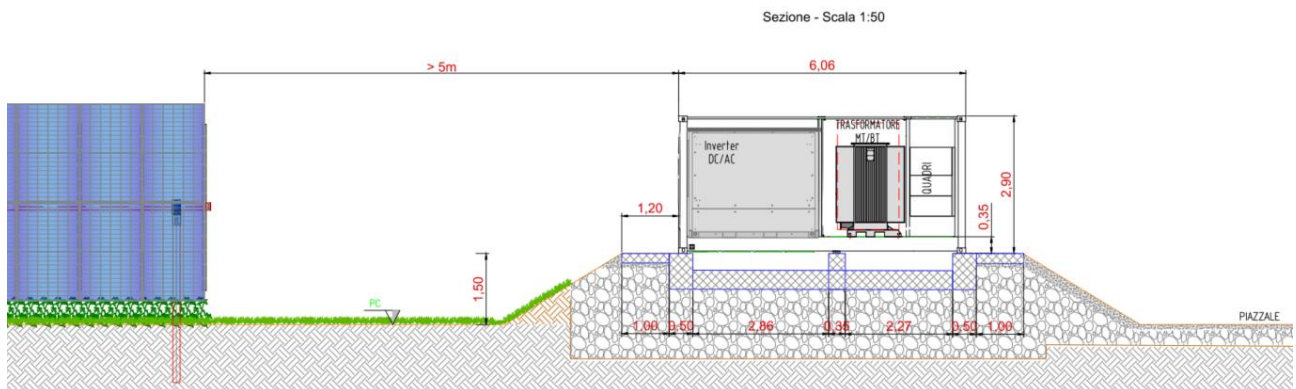 Sezione - Scala 1:50
> 5m
6,06
TRASFORMATORE
MT/BT
Inverter
DC/AC
QUADRI
2,90
0,35
1,20
1,50
PC
PIAZZALE
1,00
0,50
2,86
0,35
2,27
0,50
1,00